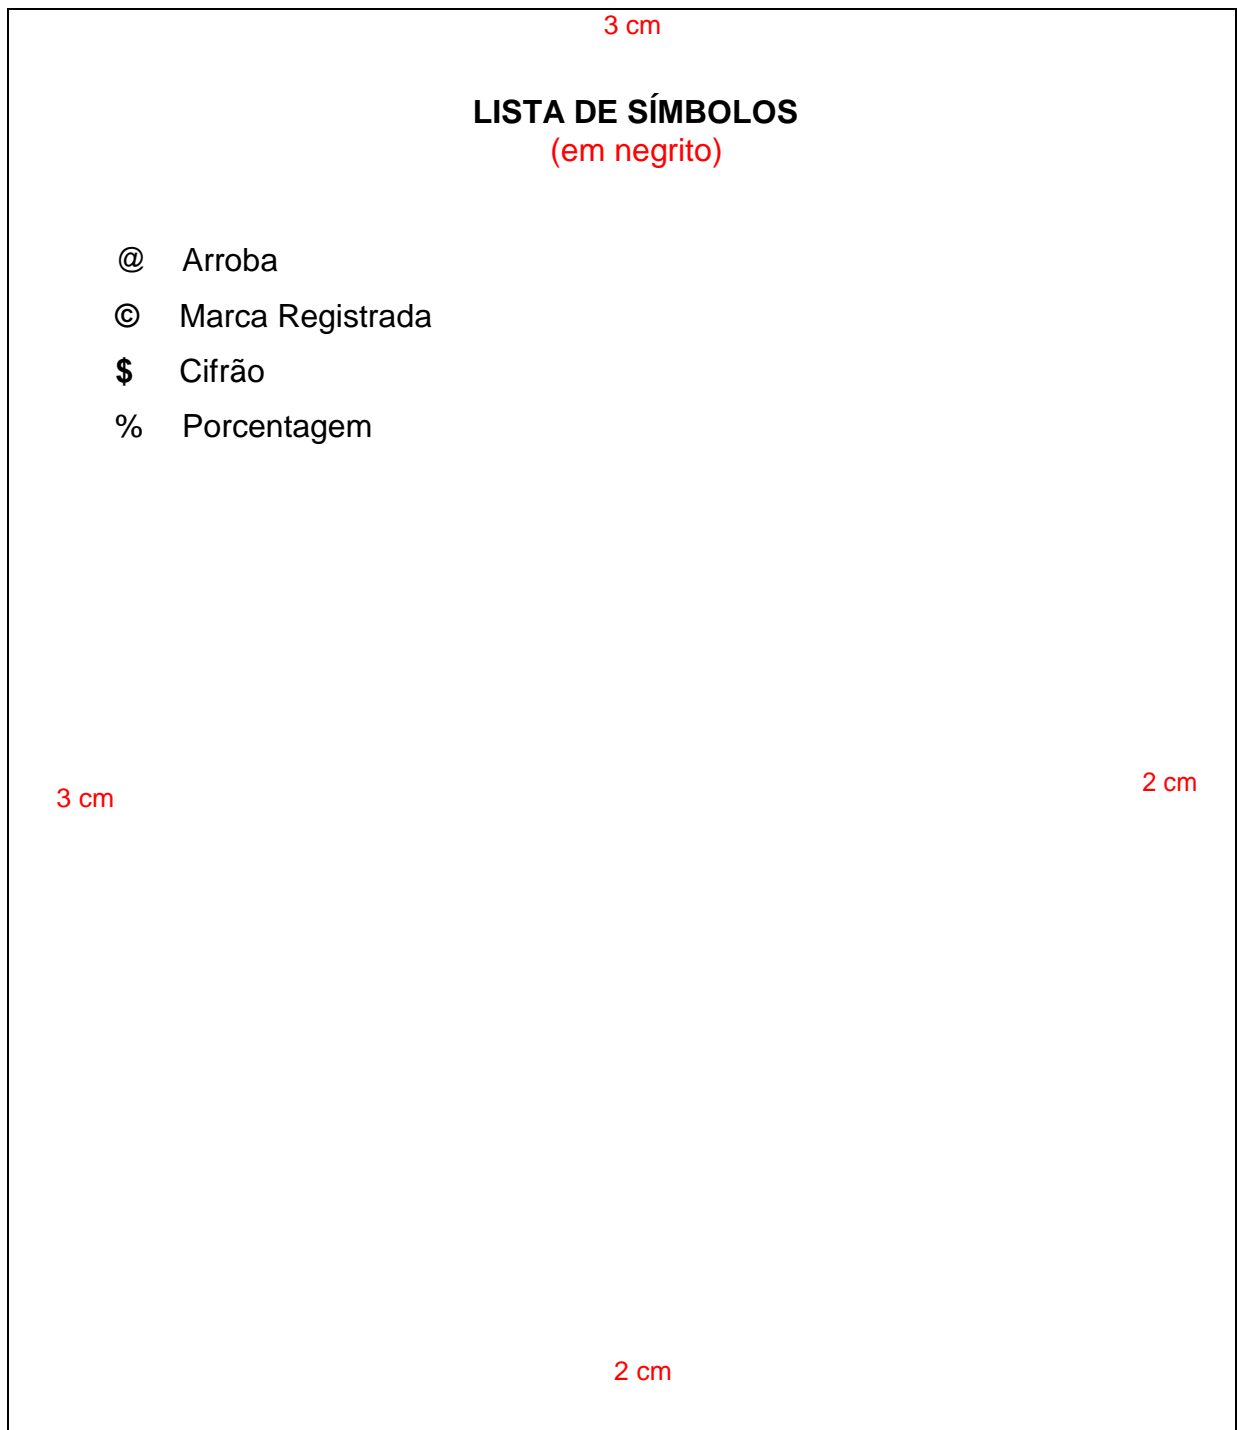 3 cm
LISTA DE SÍMBOLOS
(em negrito)
@ Arroba
© Marca Registrada
$ Cifrão
% Porcentagem
2 cm
3 cm
2 cm